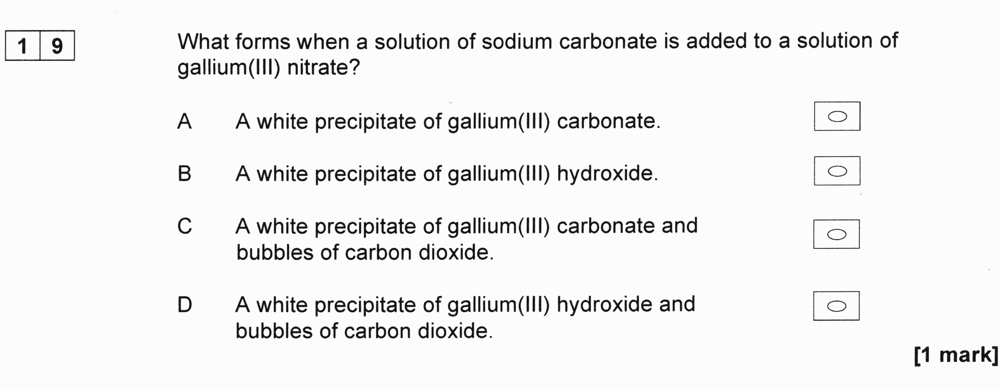 1 9
What forms when a solution of sodium carbonate is added to a solution of
gallium(III) nitrate?
A A white precipitate of gallium(III) carbonate.
B A white precipitate of gallium(III) hydroxide.
C A white precipitate of gallium(III) carbonate and
bubbles of carbon dioxide.
D A white precipitate of gallium(III) hydroxide and
bubbles of carbon dioxide.
[1 mark]